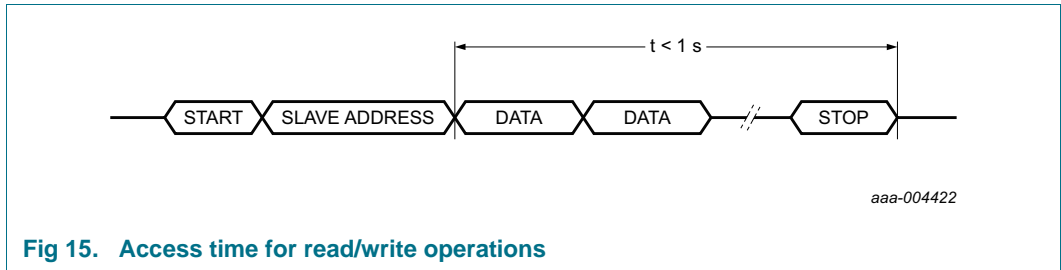 t < 1 s
START SLAVE ADDRESS DATA DATA STOP
aaa-004422
Fig 15. Access time for read/write operations